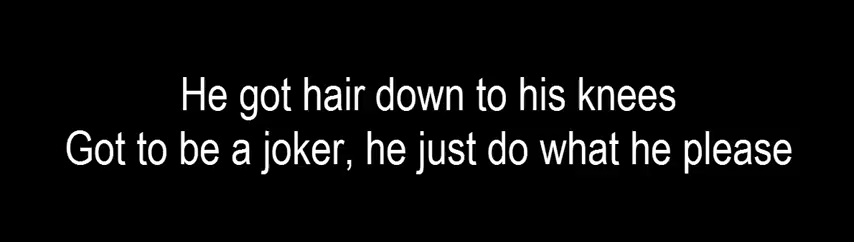 He got hair down to his knees
Got to be a joker, he just do what he please